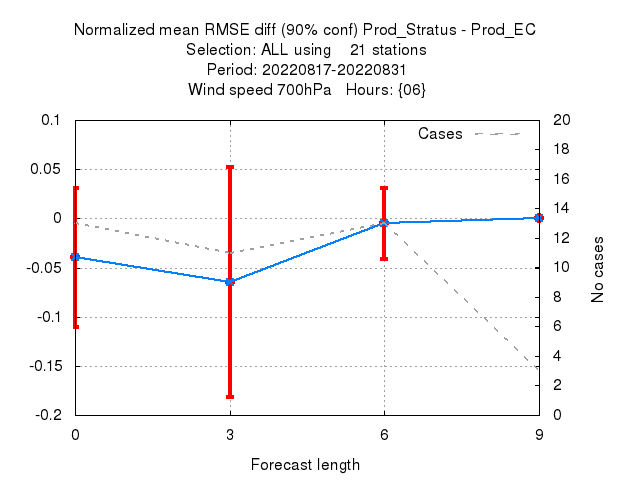 Normalized mean RMSE diff (90% conf) Prod_Stratus - Prod_EC
Selection: ALL using    21 stations
Period: 20220817-20220831
Wind speed 700hPa   Hours: {06}
Cases
0.1
0.05
0
-0.05
-0.1
-0.15
-0.2
20
18
16
14
12
10
8
6
4
2
0
No cases
0 3 6 9
Forecast length